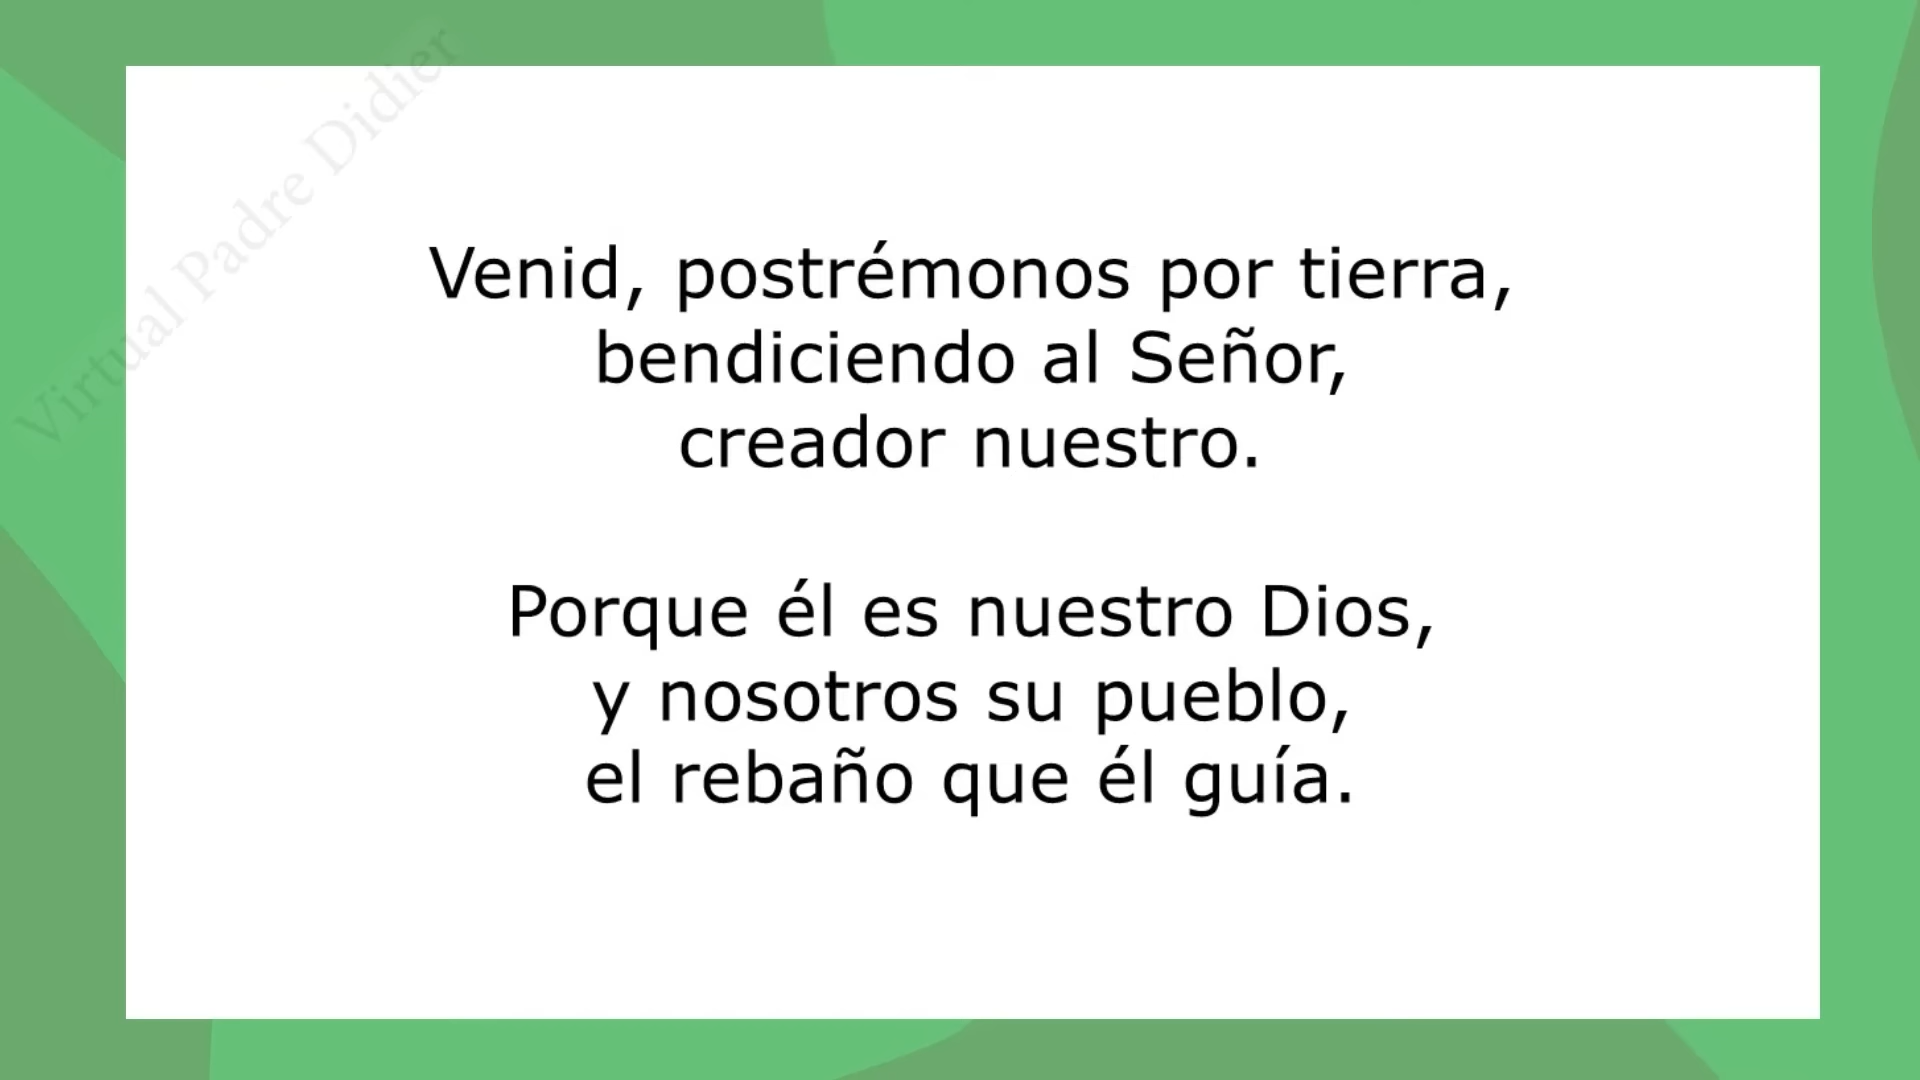 Virtual Padre Didier
Venid, postrémonos por tierra,
bendiciendo al Señor,
creador nuestro.
Porque él es nuestro Dios,
y nosotros su pueblo,
el rebaño que él guía.